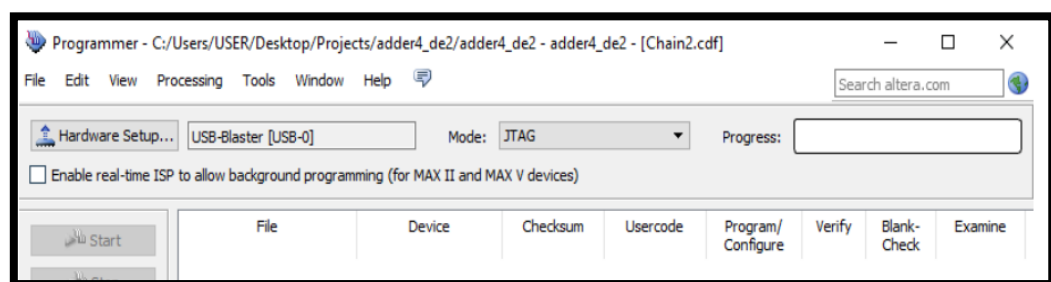 Programmer - C:/Users/USER/Desktop/Projects/adder4_de2/adder4_de2 - adder4_de2 - [Chain2.cdf]
File Edit View Processing Tools Window Help
Search altera.com
Hardware Setup... USB-Blaster [USB-0] Mode: JTAG Progress:
Enable real-time ISP to allow background programming (for MAX II and MAX V devices)
Start
File Device Checksum Usercode Program/ Configure Verify Blank- Check Examine